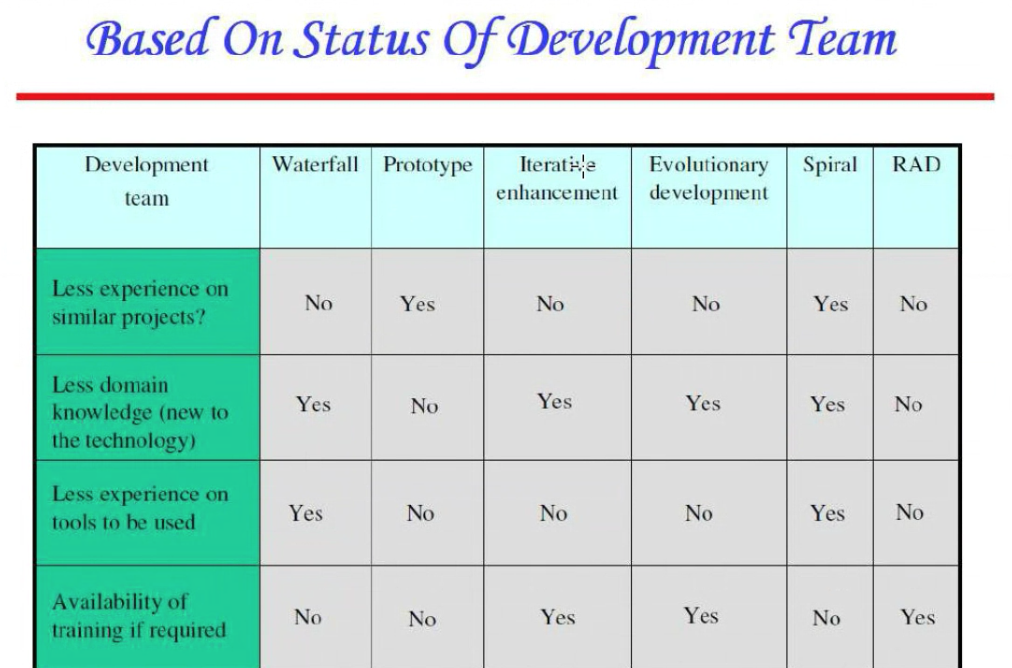 Based On Status Of Development Team
Development team Waterfall Prototype Iterative enhancement Evolutionary development Spiral RAD
Less experience on similar projects? No Yes No No Yes No
Less domain knowledge (new to the technology) Yes No Yes Yes Yes No
Less experience on tools to be used Yes No No No Yes No
Availability of training if required No No Yes Yes No Yes